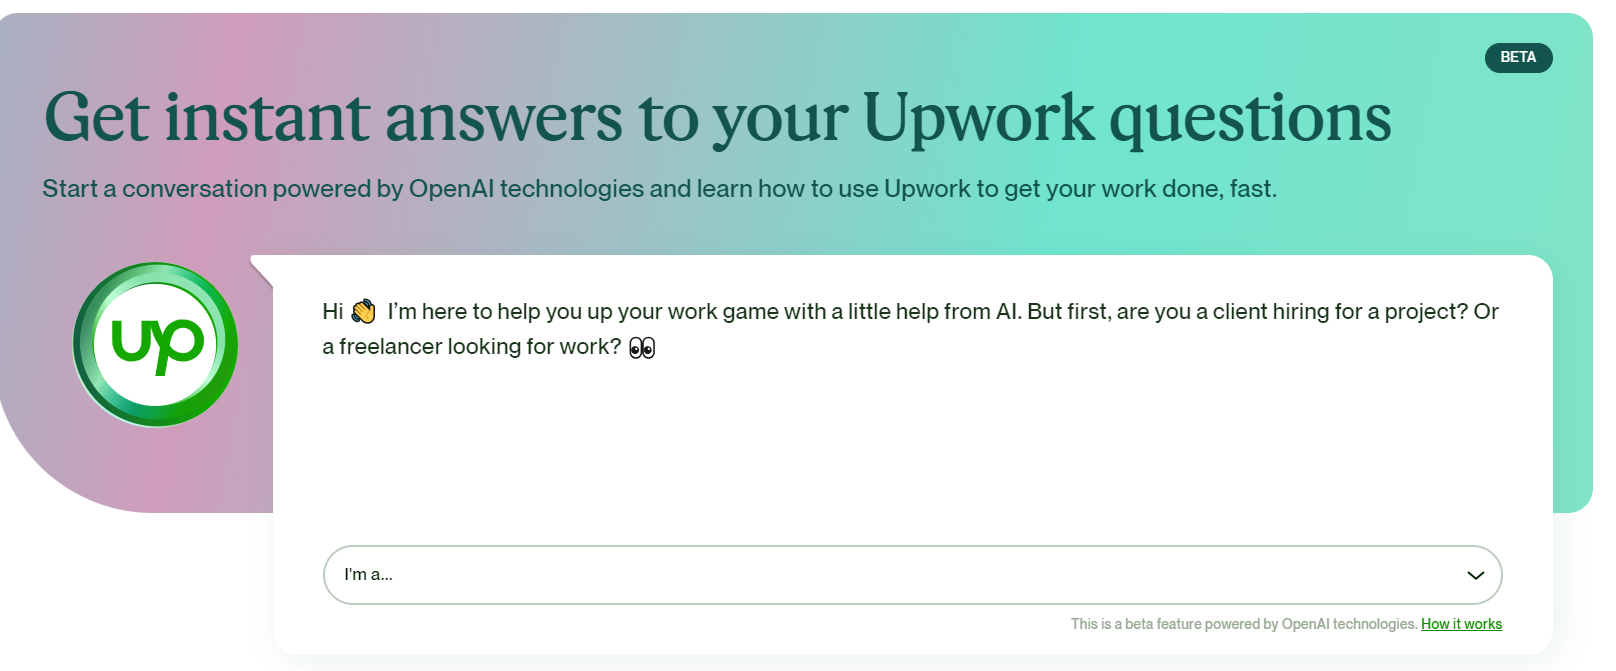 BETA
Get instant answers to your Upwork questions
Start a conversation powered by OpenAI technologies and learn how to use Upwork to get your work done, fast.
up
Hi 👋 I’m here to help you up your work game with a little help from AI. But first, are you a client hiring for a project? Or
a freelancer looking for work? 👀
I'm a...
This is a beta feature powered by OpenAI technologies. How it works